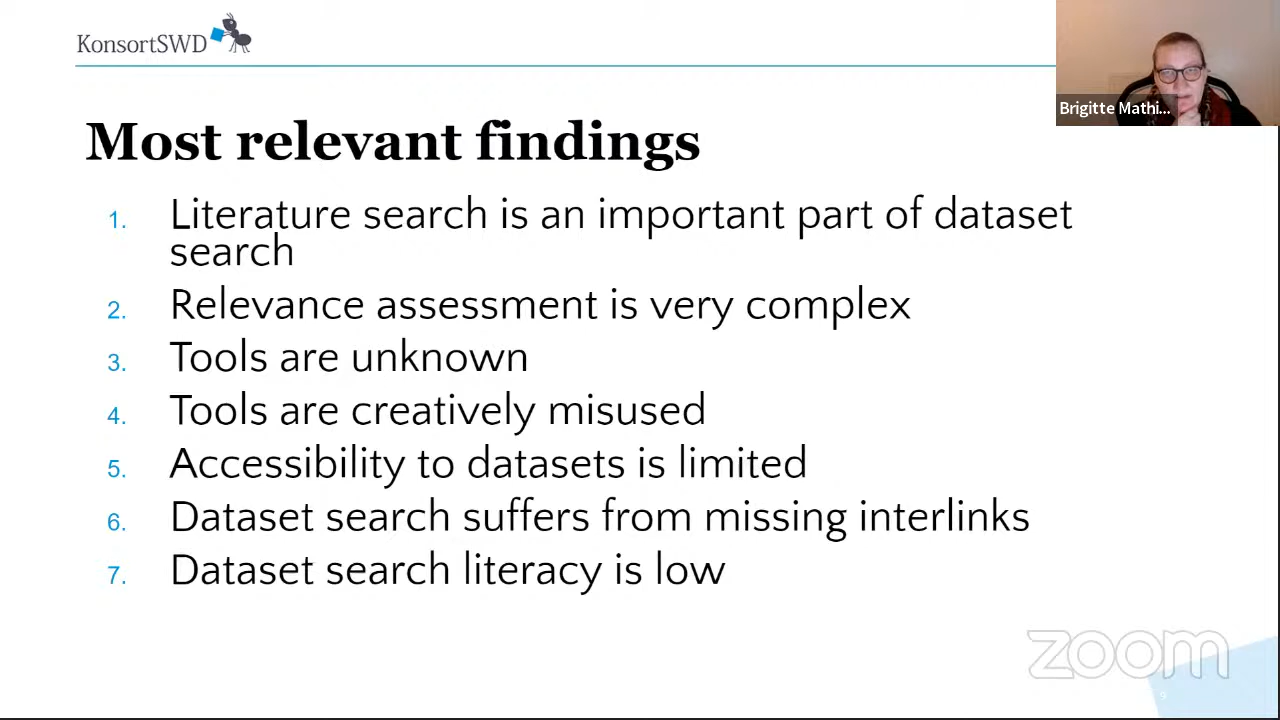 KonsortSWD
Brigitte Mathi...
Most relevant findings
1. Literature search is an important part of dataset
search
2. Relevance assessment is very complex
3. Tools are unknown
4. Tools are creatively misused
5. Accessibility to datasets is limited
6. Dataset search suffers from missing interlinks
7. Dataset search literacy is low
zoom
9